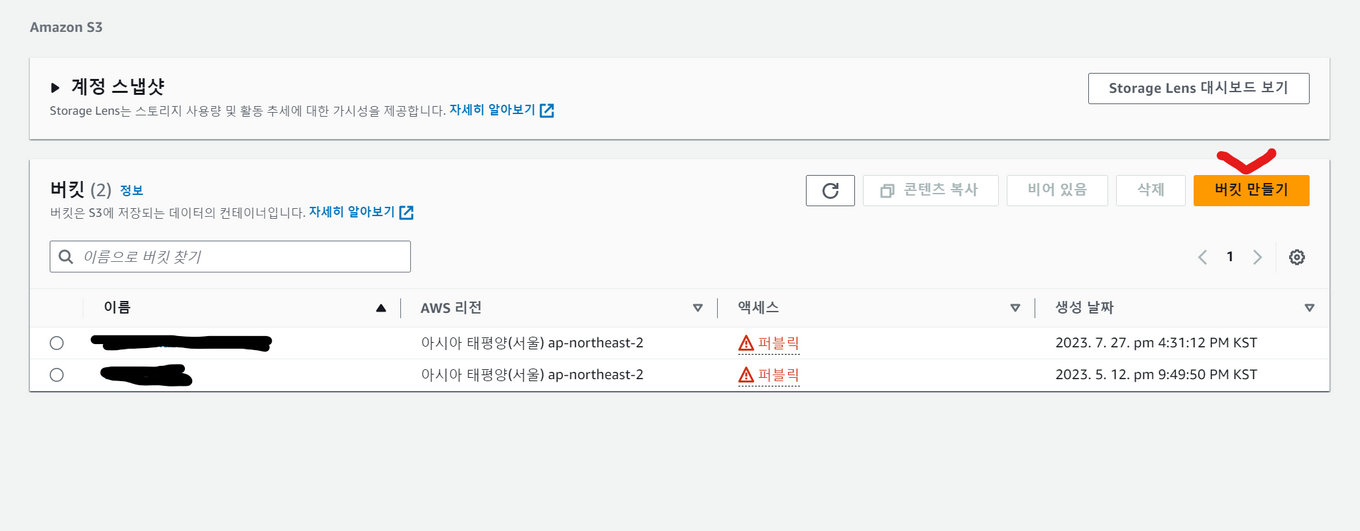 Amazon S3
계정 스냅샷
Storage Lens 대시보드 보기
Storage Lens는 스토리지 사용량 및 활동 추세에 대한 가시성을 제공합니다. 자세히 알아보기
버킷 (2) 정보
콘텐츠 복사 비어 있음 삭제 버킷 만들기
버킷은 S3에 저장되는 데이터의 컨테이너입니다. 자세히 알아보기
이름으로 버킷 찾기
1
이름 AWS 리전 액세스 생성 날짜
아시아 태평양(서울) ap-northeast-2 퍼블릭 2023. 7. 27. pm 4:31:12 PM KST
아시아 태평양(서울) ap-northeast-2 퍼블릭 2023. 5. 12. pm 9:49:50 PM KST